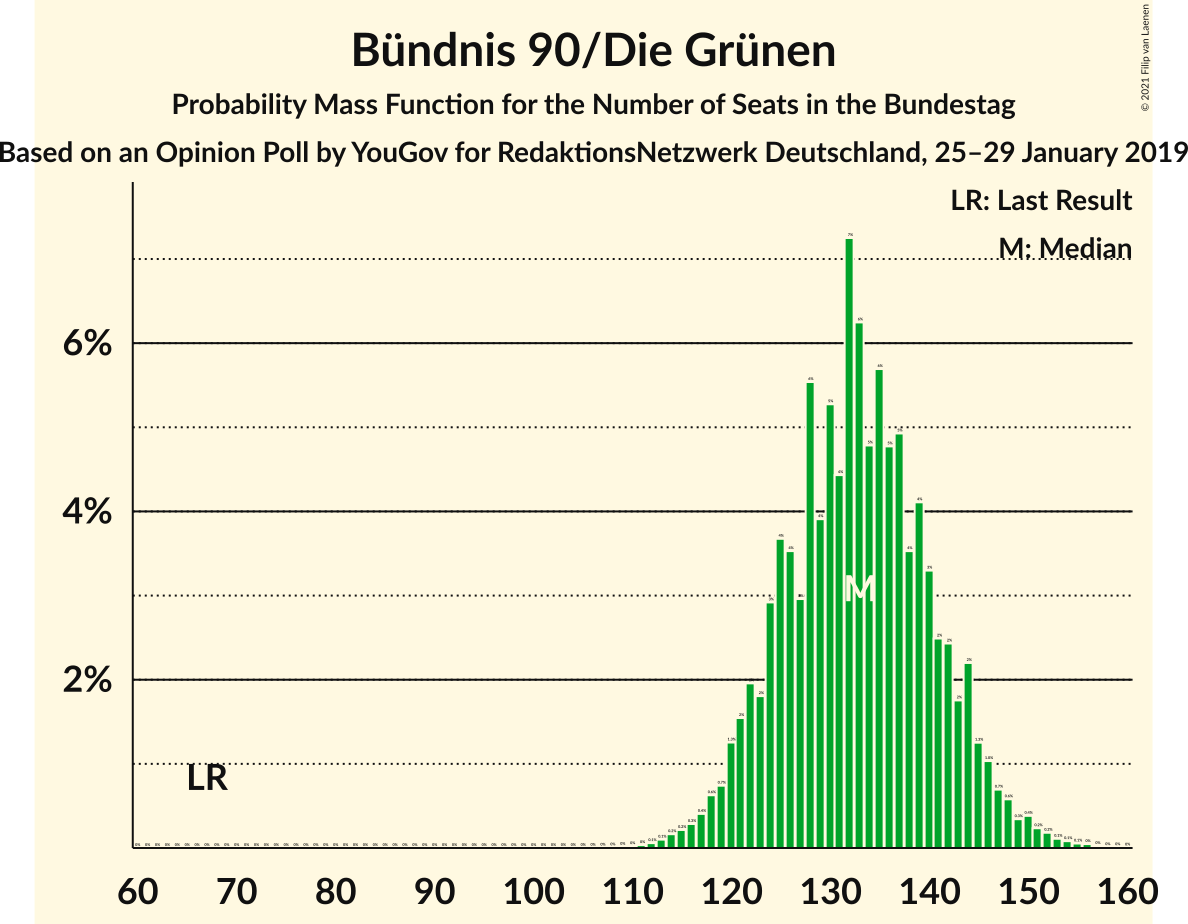 Bündnis 90/Die Grünen
Probability Mass Function for the Number of Seats in the Bundestag
Based on an Opinion Poll by YouGov for RedaktionsNetzwerk Deutschland, 25–29 January 2019
© 2021 Filip van Laenen
LR: Last Result
M: Median
6%
4%
2%
M
LR
60 70 80 90 100 110 120 130 140 150 160